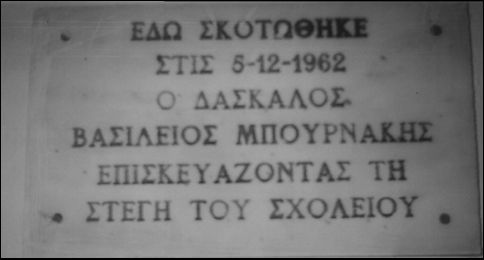 ΕΔΩ ΣΚΟΤΩΘΗΚΕ
ΣΤΙΣ 5-12-1962
Ο ΔΑΣΚΑΛΟΣ
ΒΑΣΙΛΕΙΟΣ ΜΠΟΥΡΝΑΚΗΣ
ΕΠΙΣΚΕΥΑΖΟΝΤΑΣ ΤΗ
ΣΤΕΓΗ ΤΟΥ ΣΧΟΛΕΙΟΥ